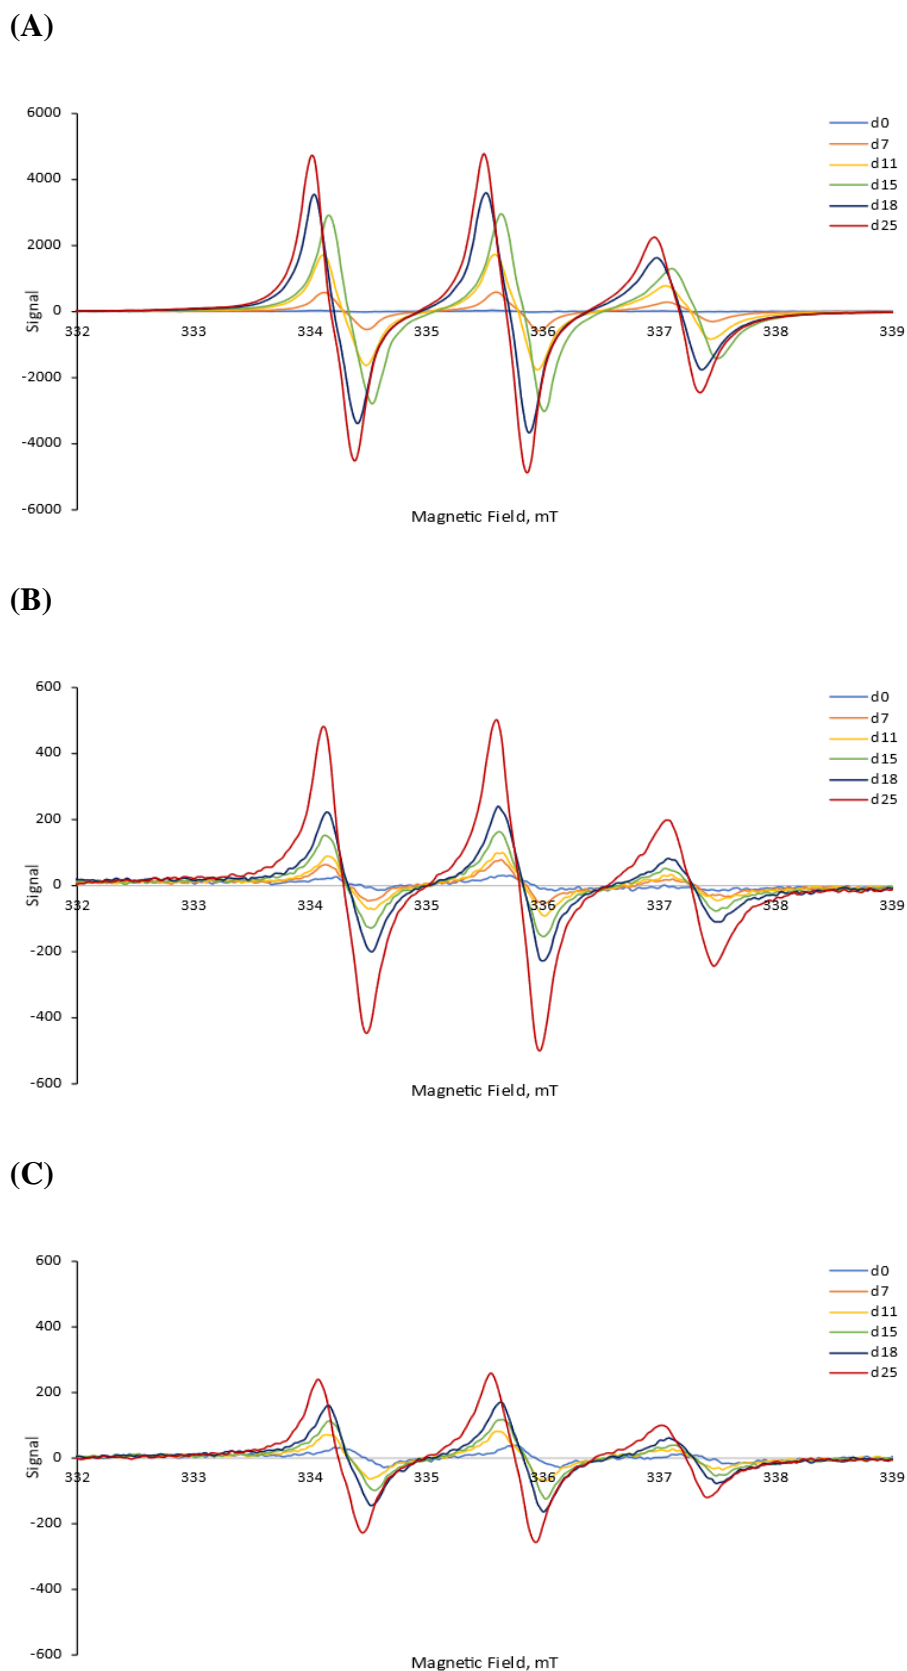 (A)
6000
4000
2000
0
-2000
-4000
-6000
Signal
332 333 334 335 336 337 338 339
Magnetic Field, mT
d0
d7
d11
d15
d18
d25
(B)
600
400
200
0
-200
-400
-600
Signal
332 333 334 335 336 337 338 339
Magnetic Field, mT
d0
d7
d11
d15
d18
d25
(C)
600
400
200
0
-200
-400
-600
Signal
332 333 334 335 336 337 338 339
Magnetic Field, mT
d0
d7
d11
d15
d18
d25